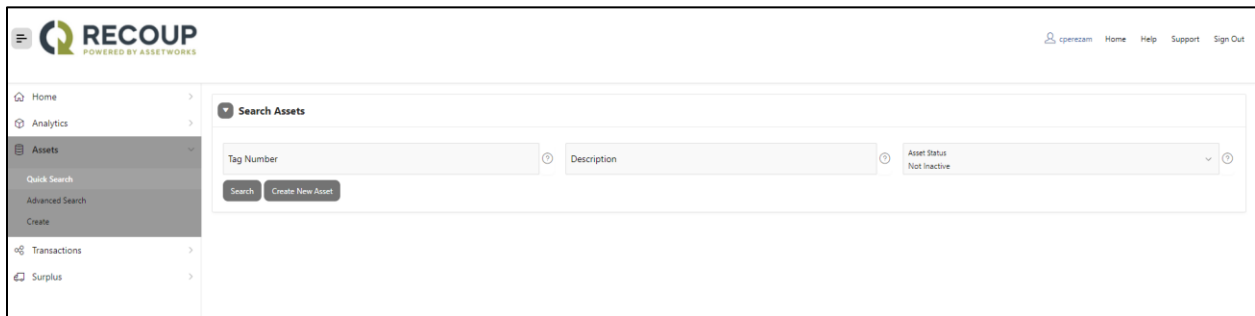 RECOUP
POWERED BY ASSETWORKS
cperezam Home Help Support Sign Out
Home
Analytics
Assets
Quick Search
Advanced Search
Create
Transactions
Surplus
Search Assets
Tag Number
Description
Asset Status
Not Inactive
Search
Create New Asset